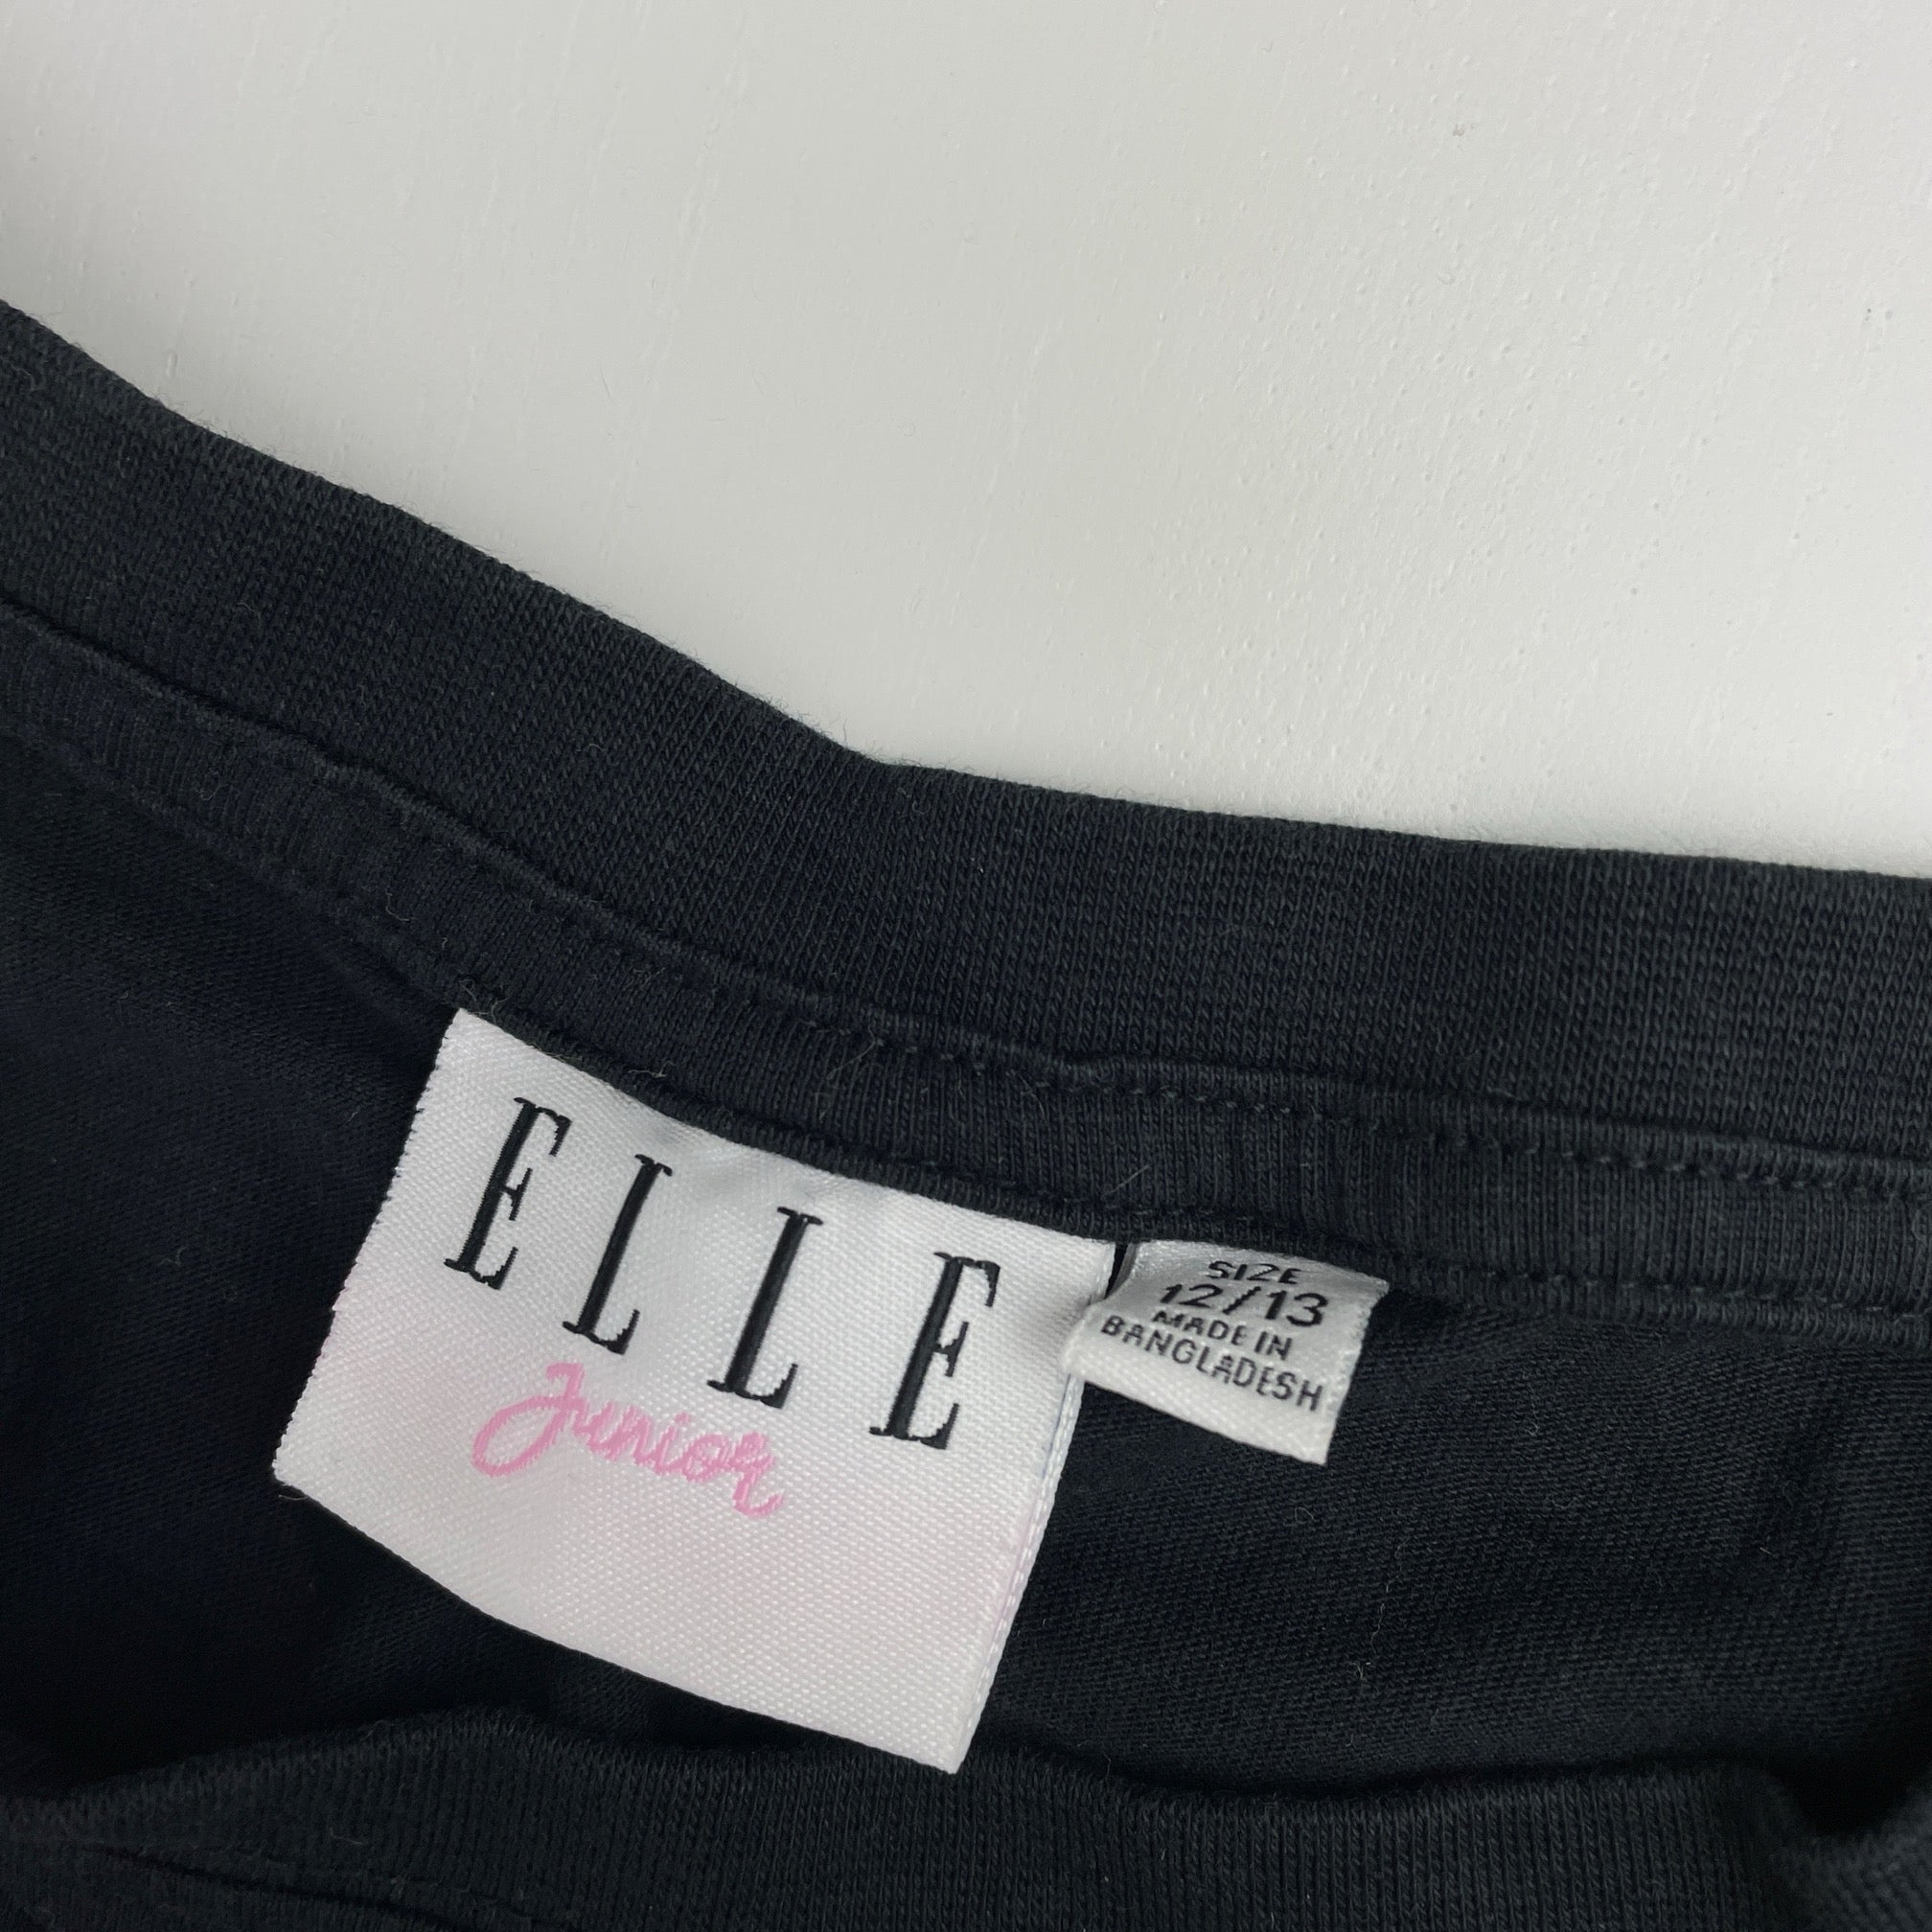 ELLE
Junior
SIZE
12/13
MADE IN
BANGLADESH